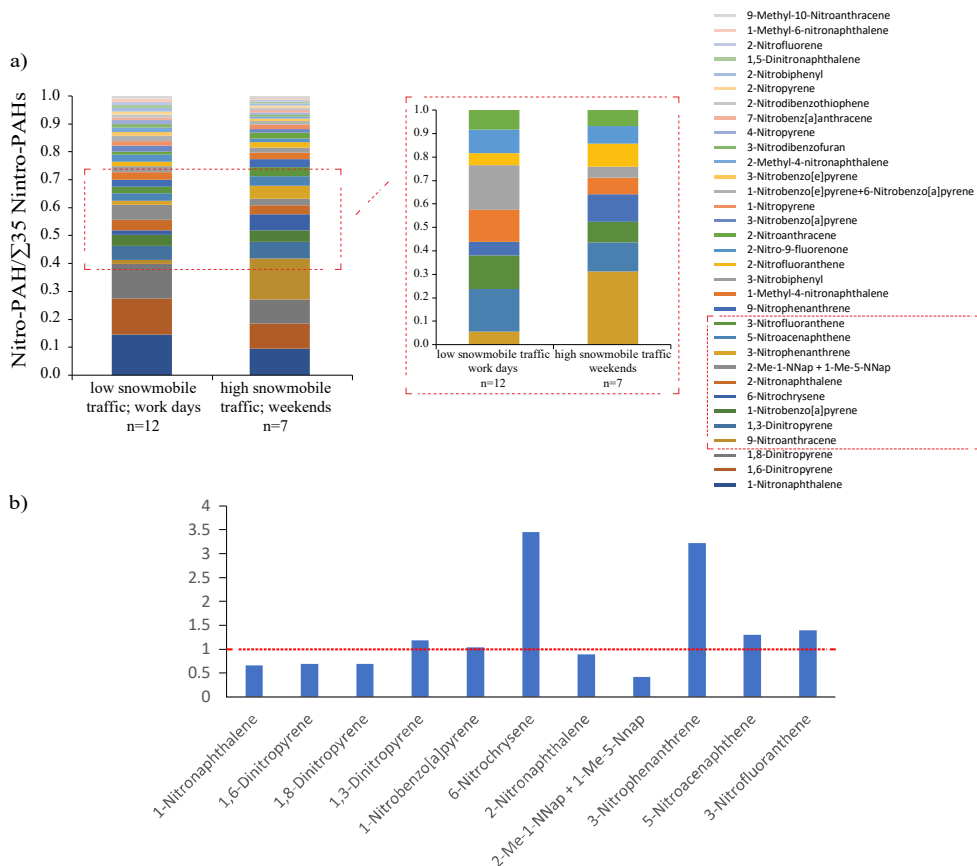 a)
Nitro-PAH/∑35 Nintro-PAHs
1.0
0.9
0.8
0.7
0.6
0.5
0.4
0.3
0.2
0.1
0.0
low snowmobile
traffic; work days
n=12
high snowmobile
traffic; weekends
n=7
1.0
0.9
0.8
0.7
0.6
0.5
0.4
0.3
0.2
0.1
0.0
low snowmobile traffic
work days
n=12
high snowmobile traffic
weekends
n=7
9-Methyl-10-Nitroanthracene
1-Methyl-6-nitronaphthalene
2-Nitrofluorene
1,5-Dinitronaphthalene
2-Nitrobiphenyl
2-Nitropyrene
2-Nitrodibenzothiophene
7-Nitrobenz[a]anthracene
4-Nitropyrene
3-Nitrodibenzofuran
2-Methyl-4-nitronaphthalene
3-Nitrobenzo[e]pyrene
1-Nitrobenzo[e]pyrene+6-Nitrobenzo[a]pyrene
1-Nitropyrene
3-Nitrobenzo[a]pyrene
2-Nitroanthracene
2-Nitro-9-fluorenone
2-Nitrofluoranthene
3-Nitrobiphenyl
1-Methyl-4-nitronaphthalene
9-Nitrophenanthrene
3-Nitrofluoranthene
5-Nitroacenaphthene
3-Nitrophenanthrene
2-Me-1-NNap + 1-Me-5-NNap
2-Nitronaphthalene
6-Nitrochrysene
1-Nitrobenzo[a]pyrene
1,3-Dinitropyrene
9-Nitroanthracene
1,8-Dinitropyrene
1,6-Dinitropyrene
1-Nitronaphthalene
b)
4
3.5
3
2.5
2
1.5
1
0.5
0
1-Nitronaphthalene
1,6-Dinitropyrene
1,8-Dinitropyrene
1,3-Dinitropyrene
1-Nitrobenzo[a]pyrene
6-Nitrochrysene
2-Nitronaphthalene
2-Me-1-NNap + 1-Me-5-Nnap
3-Nitrophenanthrene
5-Nitroacenaphthene
3-Nitrofluoranthene